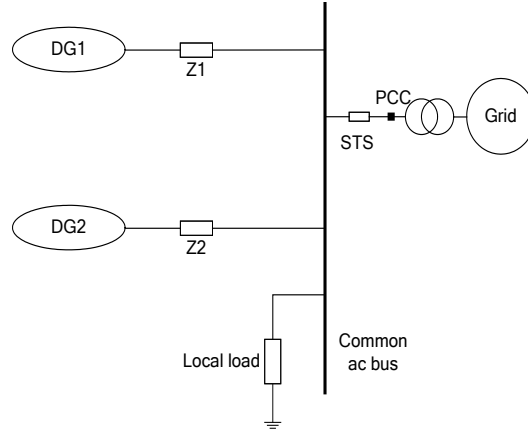 DG1
Z1
PCC
Grid
STS
DG2
Z2
Local load
Common
ac bus